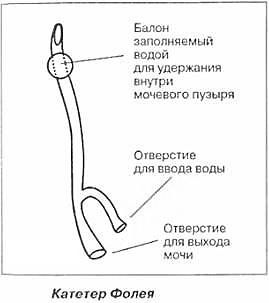 Балон
заполняемый
водой
для удержания
внутри
мочевого пузыря
Отверстие
для ввода воды
Отверстие
для выхода
мочи
Катетер Фолея